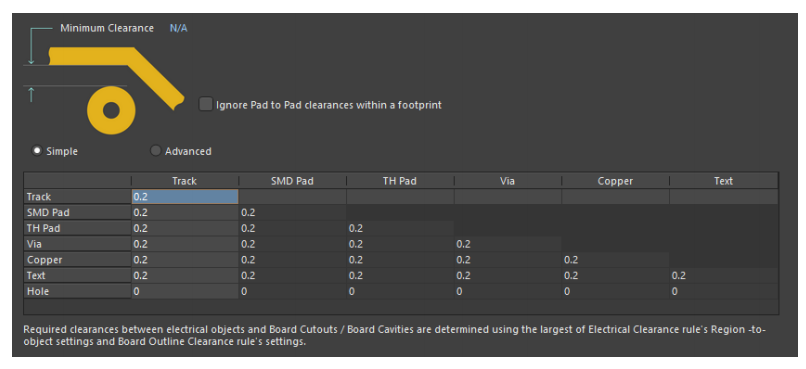 Minimum Clearance N/A
Ignore Pad to Pad clearances within a footprint
Simple Advanced
Track SMD Pad TH Pad Via Copper Text
Track 0.2
SMD Pad 0.2 0.2
TH Pad 0.2 0.2 0.2
Via 0.2 0.2 0.2 0.2
Copper 0.2 0.2 0.2 0.2 0.2
Text 0.2 0.2 0.2 0.2 0.2 0.2
Hole 0 0 0 0 0 0
Required clearances between electrical objects and Board Cutouts / Board Cavities are determined using the largest of Electrical Clearance rule's Region -to-
object settings and Board Outline Clearance rule's settings.